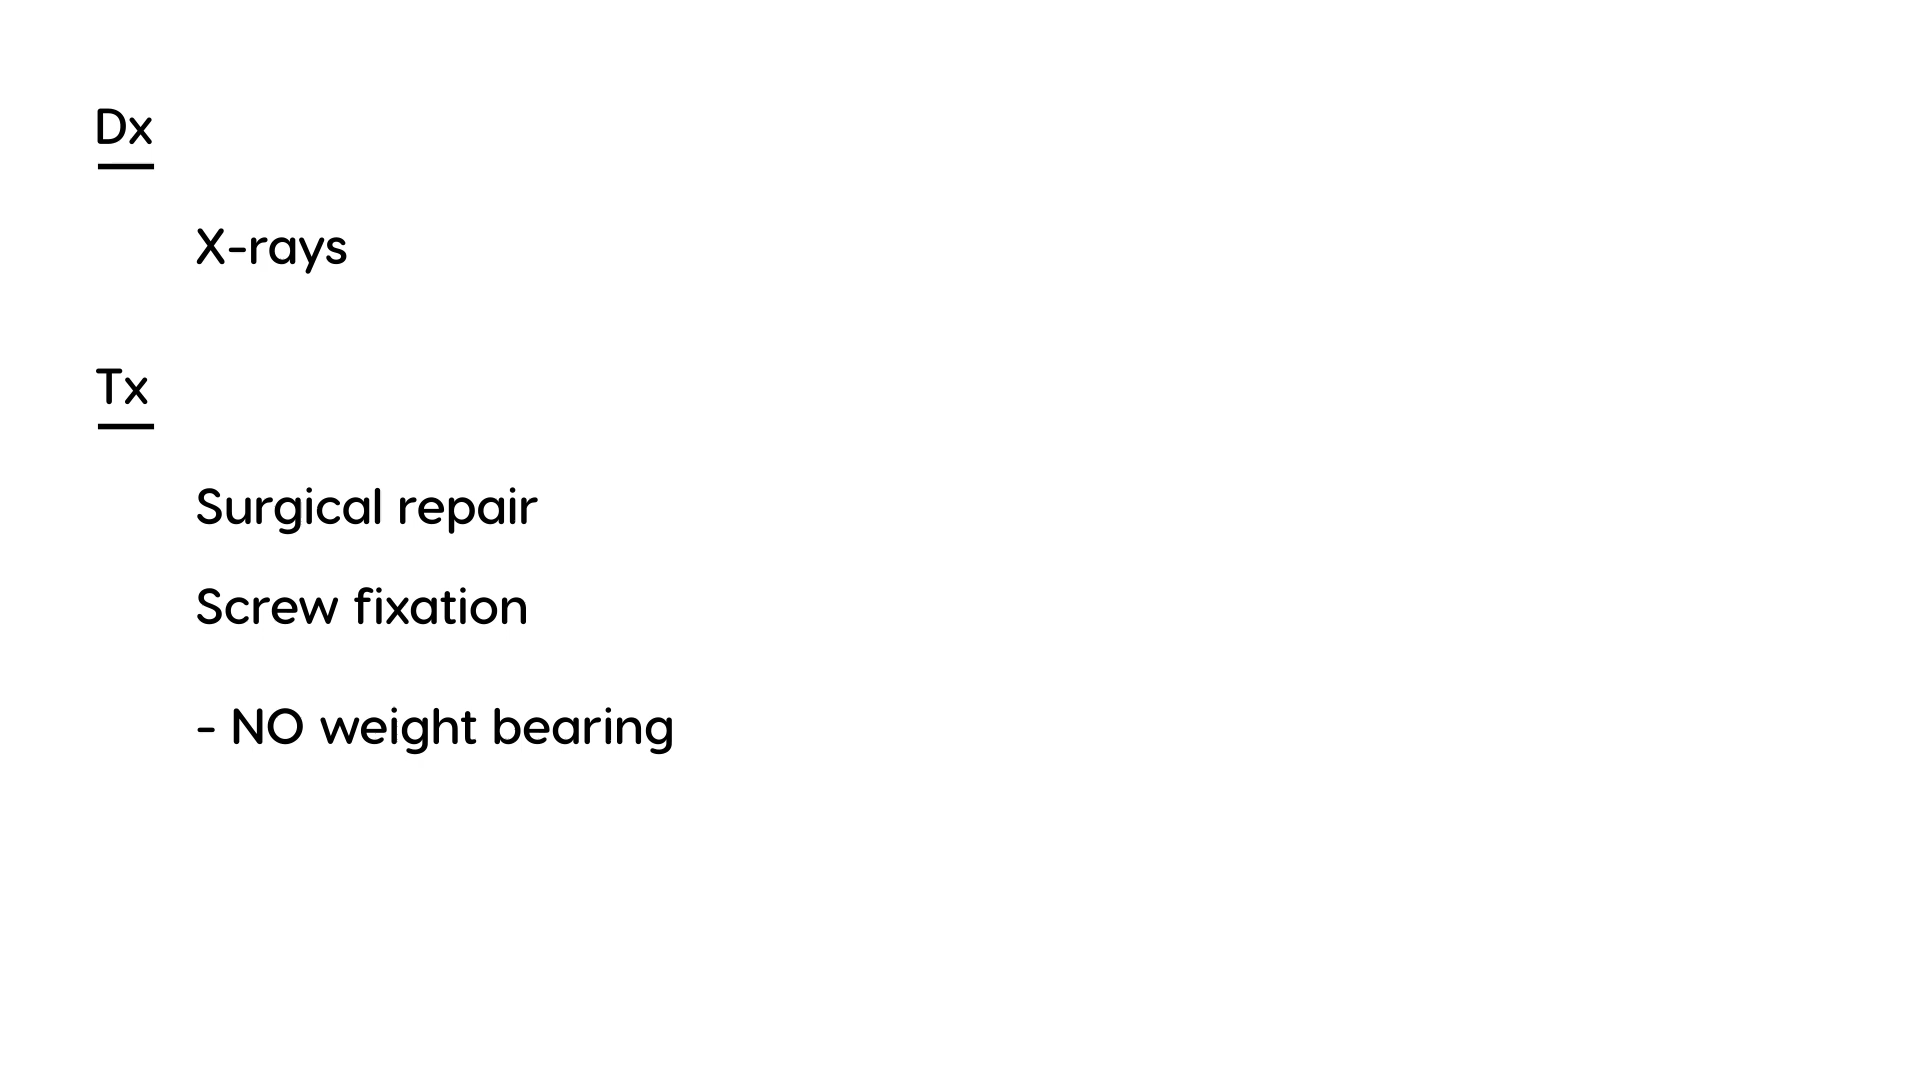 Dx
X-rays
Tx
Surgical repair
Screw fixation
- NO weight bearing